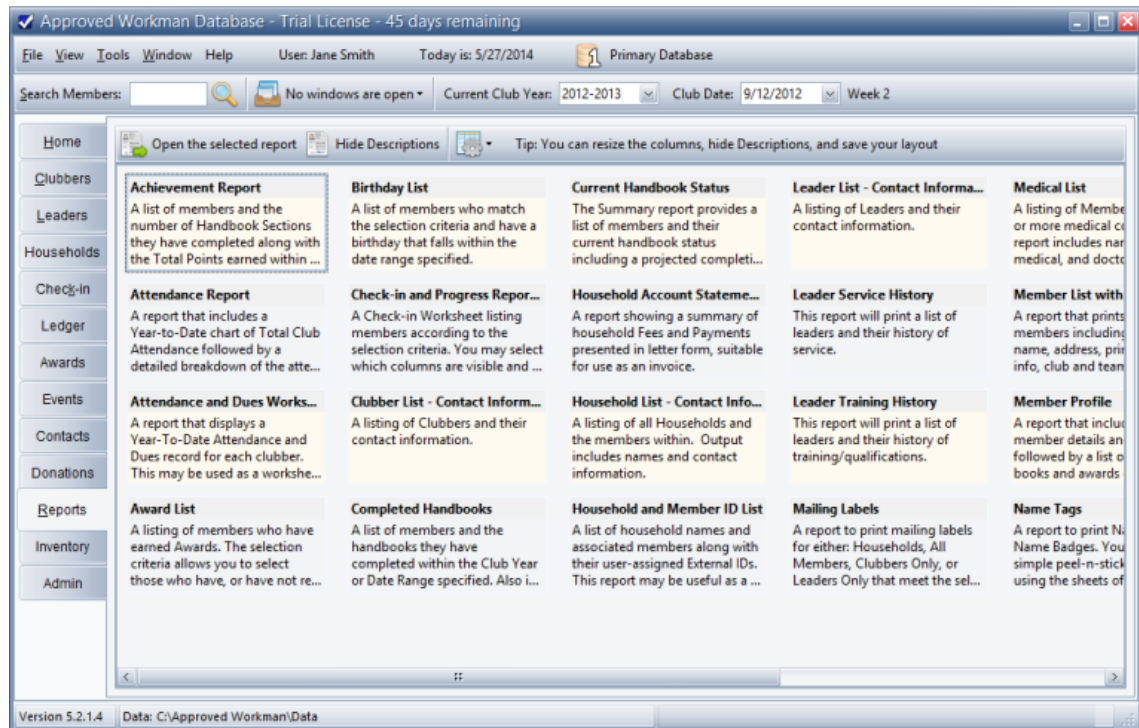 Approved Workman Database - Trial License - 45 days remaining
File View Tools Window Help User: Jane Smith Today is: 5/27/2014 Primary Database
Search Members: No windows are open Current Club Year: 2012-2013 Club Date: 9/12/2012 Week 2
Home
Clubbers
Leaders
Households
Check-in
Ledger
Awards
Events
Contacts
Donations
Reports
Inventory
Admin
Open the selected report Hide Descriptions Tip: You can resize the columns, hide Descriptions, and save your layout
Achievement Report
A list of members and the
number of Handbook Sections
they have completed along with
the Total Points earned within ...
Attendance Report
A report that includes a
Year-to-Date chart of Total Club
Attendance followed by a
detailed breakdown of the atte...
Attendance and Dues Works...
A report that displays a
Year-To-Date Attendance and
Dues record for each clubber.
This may be used as a workshe...
Award List
A listing of members who have
earned Awards. The selection
criteria allows you to select
those who have, or have not re...
Birthday List
A list of members who match
the selection criteria and have a
birthday that falls within the
date range specified.
Check-in and Progress Repor...
A Check-in Worksheet listing
members according to the
selection criteria. You may select
which columns are visible and ...
Clubber List - Contact Inform...
A listing of Clubbers and their
contact information.
Completed Handbooks
A list of members and the
handbooks they have
completed within the Club Year
or Date Range specified. Also i...
Current Handbook Status
The Summary report provides a
list of members and their
current handbook status
including a projected completi...
Household Account Stateme...
A report showing a summary of
household Fees and Payments
presented in letter form, suitable
for use as an invoice.
Household List - Contact Info...
A listing of all Households and
the members within. Output
includes names and contact
information.
Household and Member ID List
A list of household names and
associated members along with
their user-assigned External IDs.
This report may be useful as a ...
Leader List - Contact Informa...
A listing of Leaders and their
contact information.
Leader Service History
This report will print a list of
leaders and their history of
service.
Leader Training History
This report will print a list of
leaders and their history of
training/qualifications.
Mailing Labels
A report to print mailing labels
for either: Households, All
Members, Clubbers Only, or
Leaders Only that meet the sel...
Medical List
A listing of Membe
or more medical co
report includes nar
medical, and docto
Member List with
A report that prints
members including
name, address, prin
info, club and team
Member Profile
A report that includ
member details an
followed by a list o
books and awards
Name Tags
A report to print Na
Name Badges. You
simple peel-n-stick
using the sheets of
Version 5.2.1.4 Data: C:\Approved Workman\Data